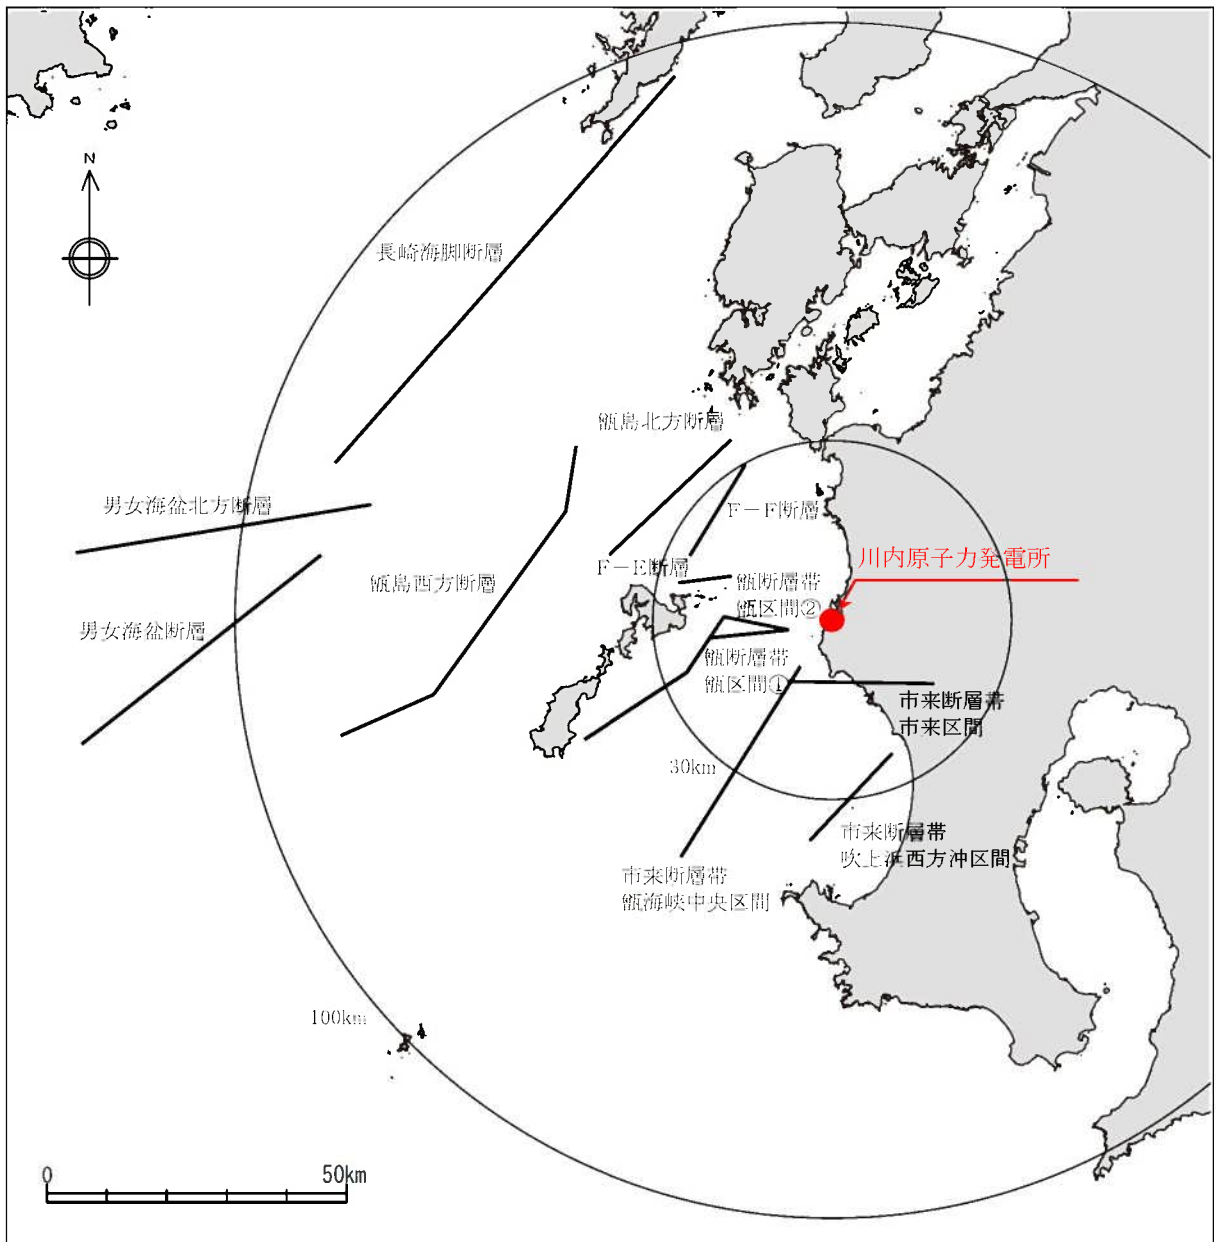 N
長崎海脚断層
甑島北方断層
男女海盆北方断層
F－F断層
川内原子力発電所
F－E断層
甑島西方断層
甑断層帯
甑区間②
男女海盆断層
甑断層帯
甑区間①
市来断層帯
市来区間
30km
市来断層帯
吹上浜西方沖区間
市来断層帯
甑海峡中央区間
100km
0
50km